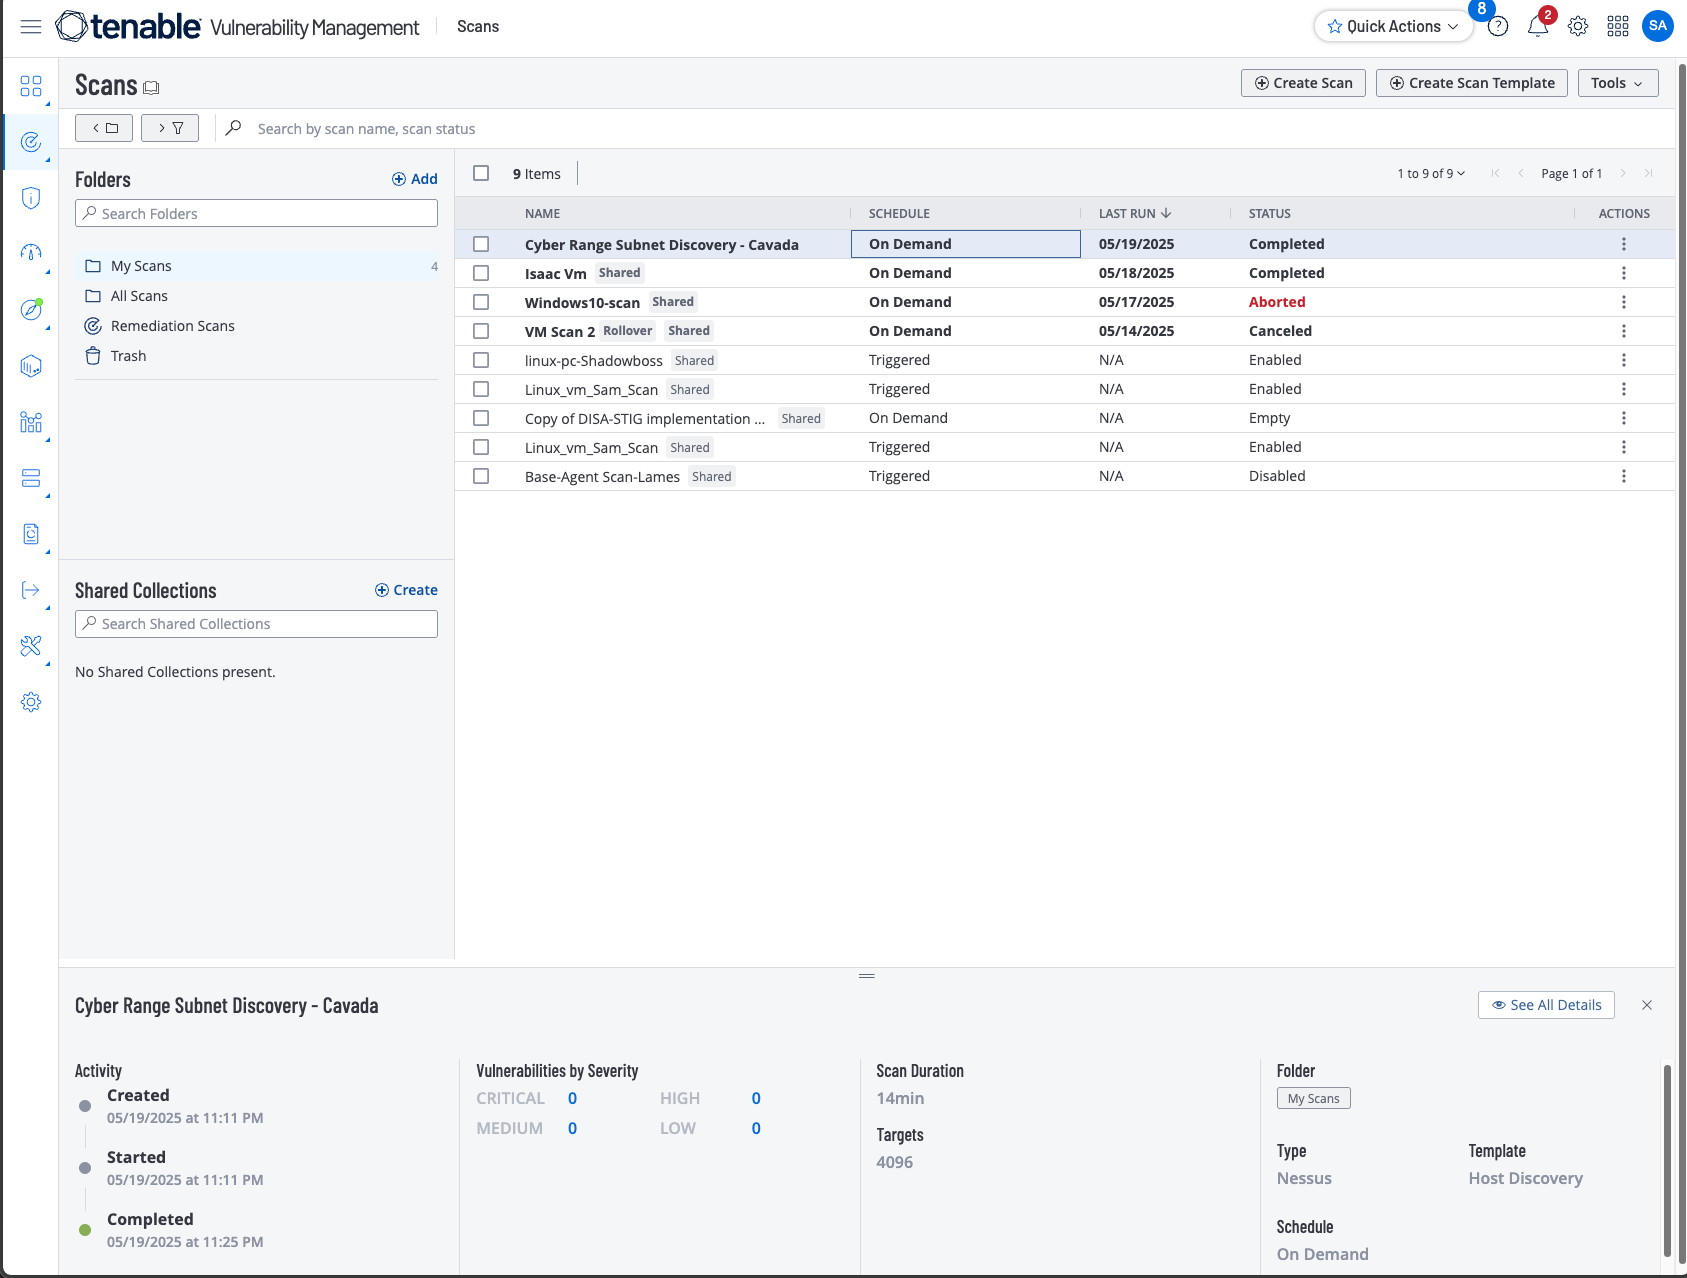 tenable Vulnerability Management
Scans
Quick Actions
8
2
SA
Scans
Create Scan
Create Scan Template
Tools
Search by scan name, scan status
Folders
Add
Search Folders
My Scans 4
All Scans
Remediation Scans
Trash
Shared Collections
Create
Search Shared Collections
No Shared Collections present.
9 Items
1 to 9 of 9
Page 1 of 1
NAME SCHEDULE LAST RUN STATUS ACTIONS
Cyber Range Subnet Discovery - Cavada On Demand 05/19/2025 Completed
Isaac Vm Shared On Demand 05/18/2025 Completed
Windows10-scan Shared On Demand 05/17/2025 Aborted
VM Scan 2 Rollover Shared On Demand 05/14/2025 Canceled
linux-pc-Shadowboss Shared Triggered N/A Enabled
Linux_vm_Sam_Scan Shared Triggered N/A Enabled
Copy of DISA-STIG implementation ... Shared On Demand N/A Empty
Linux_vm_Sam_Scan Shared Triggered N/A Enabled
Base-Agent Scan-Lames Shared Triggered N/A Disabled
Cyber Range Subnet Discovery - Cavada
See All Details
Activity
Created
05/19/2025 at 11:11 PM
Started
05/19/2025 at 11:11 PM
Completed
05/19/2025 at 11:25 PM
Vulnerabilities by Severity
CRITICAL 0 HIGH 0
MEDIUM 0 LOW 0
Scan Duration
14min
Targets
4096
Folder
My Scans
Type
Nessus
Template
Host Discovery
Schedule
On Demand